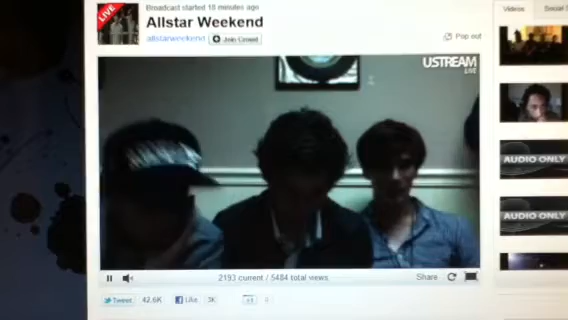 LIVE
Broadcast started 18 minutes ago
Allstar Weekend
allstarweekend
Join Crowd
Pop out
Videos
Social S
USTREAM
LIVE
AUDIO ONLY
AUDIO ONLY
2193 current / 5484 total views
Share
Tweet
42.6K
Like
3K